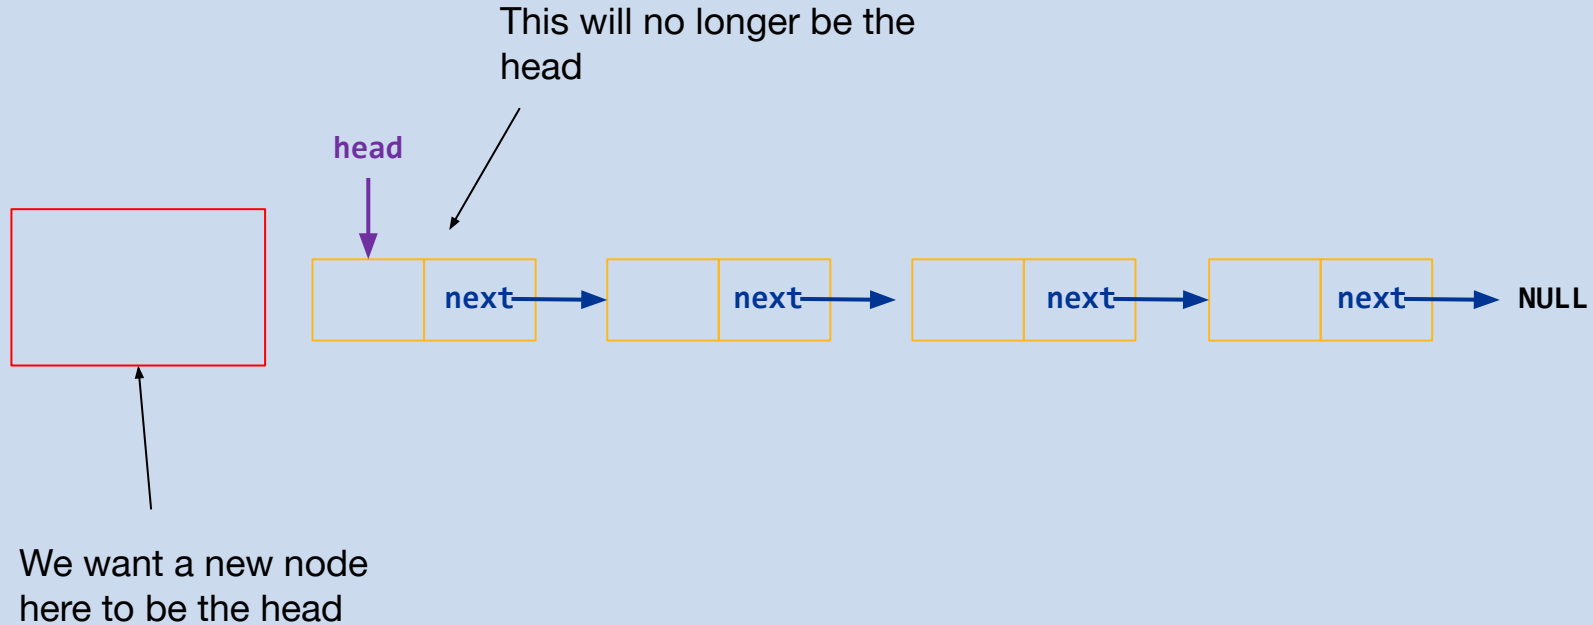 This will no longer be the
head
head
next
next
next
next
NULL
We want a new node
here to be the head